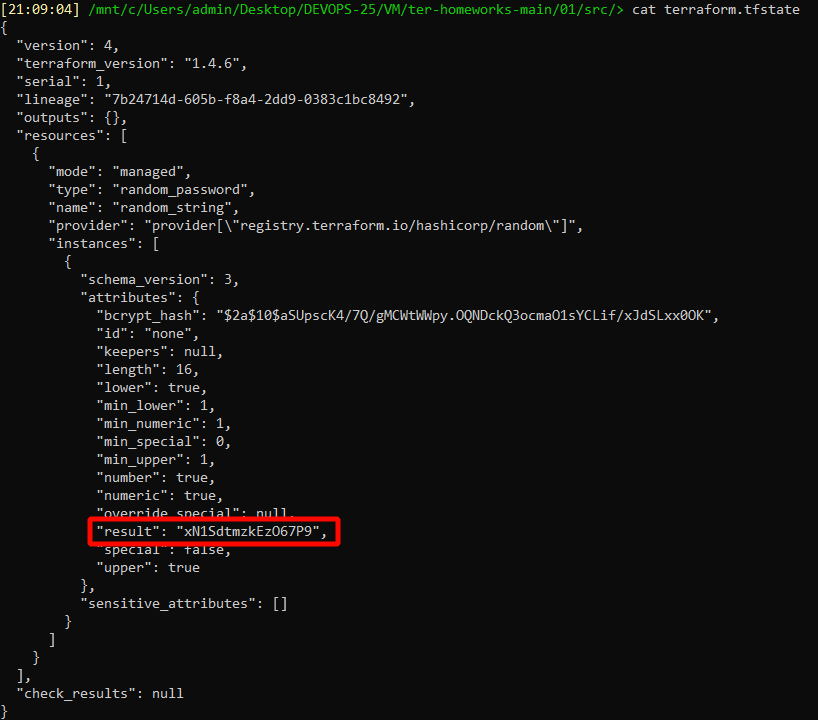 [21:09:04] /mnt/c/Users/admin/Desktop/DEVOPS-25/VM/ter-homeworks-main/01/src/> cat terraform.tfstate
{
  "version": 4,
  "terraform_version": "1.4.6",
  "serial": 1,
  "lineage": "7b24714d-605b-f8a4-2dd9-0383c1bc8492",
  "outputs": {},
  "resources": [
    {
      "mode": "managed",
      "type": "random_password",
      "name": "random_string",
      "provider": "provider[\"registry.terraform.io/hashicorp/random\"]",
      "instances": [
        {
          "schema_version": 3,
          "attributes": {
            "bcrypt_hash": "$2a$10$aSUpscK4/7Q/gMCWtWWpy.OQNDckQ3ocmaO1sYCLif/xJdSLxx0OK",
            "id": "none",
            "keepers": null,
            "length": 16,
            "lower": true,
            "min_lower": 1,
            "min_numeric": 1,
            "min_special": 0,
            "min_upper": 1,
            "number": true,
            "numeric": true,
            "override_special": null,
            "result": "xN1SdtmzkEzO67P9",
            "special": false,
            "upper": true
          },
          "sensitive_attributes": []
        }
      ]
    }
  ],
  "check_results": null
}